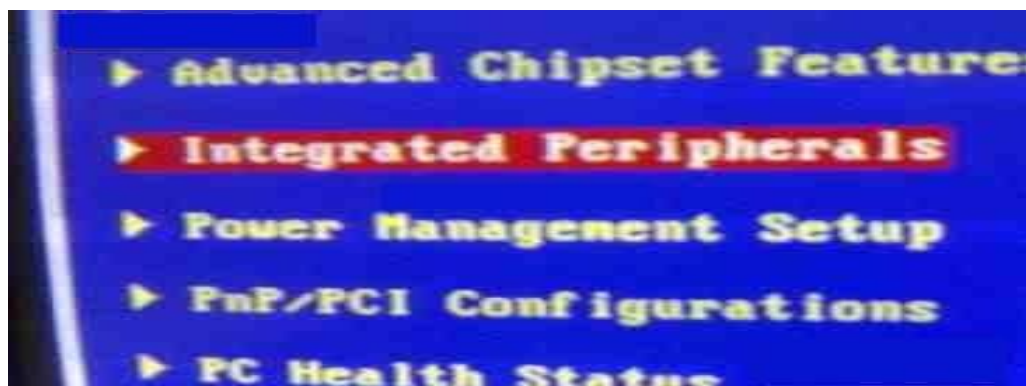 Advanced Chipset Feature
Integrated Peripherals
Power Management Setup
PnP/PCI Configurations
PC Health Status